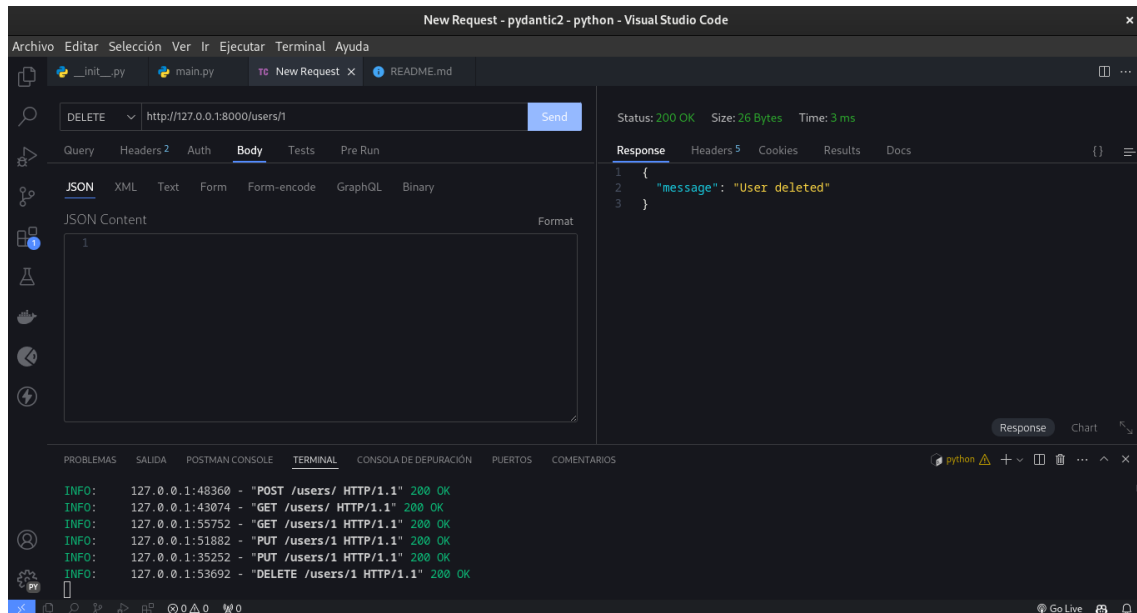 New Request - pydantic2 - python - Visual Studio Code ×
Archivo Editar Selección Ver Ir Ejecutar Terminal Ayuda
__init__.py main.py TC New Request × README.md ···
DELETE http://127.0.0.1:8000/users/1 Send
Status: 200 OK Size: 26 Bytes Time: 3 ms
Query Headers 2 Auth Body Tests Pre Run
Response Headers 5 Cookies Results Docs {}
JSON XML Text Form Form-encode GraphQL Binary
1 {
2 "message": "User deleted"
3 }
JSON Content Format
1
1
Response Chart
PROBLEMAS SALIDA POSTMAN CONSOLE TERMINAL CONSOLA DE DEPURACIÓN PUERTOS COMENTARIOS python
INFO: 127.0.0.1:48360 - "POST /users/ HTTP/1.1" 200 OK
INFO: 127.0.0.1:43074 - "GET /users/ HTTP/1.1" 200 OK
INFO: 127.0.0.1:55752 - "GET /users/1 HTTP/1.1" 200 OK
INFO: 127.0.0.1:51882 - "PUT /users/1 HTTP/1.1" 200 OK
INFO: 127.0.0.1:35252 - "PUT /users/1 HTTP/1.1" 200 OK
INFO: 127.0.0.1:53692 - "DELETE /users/1 HTTP/1.1" 200 OK
PY
0 0 0 Go Live